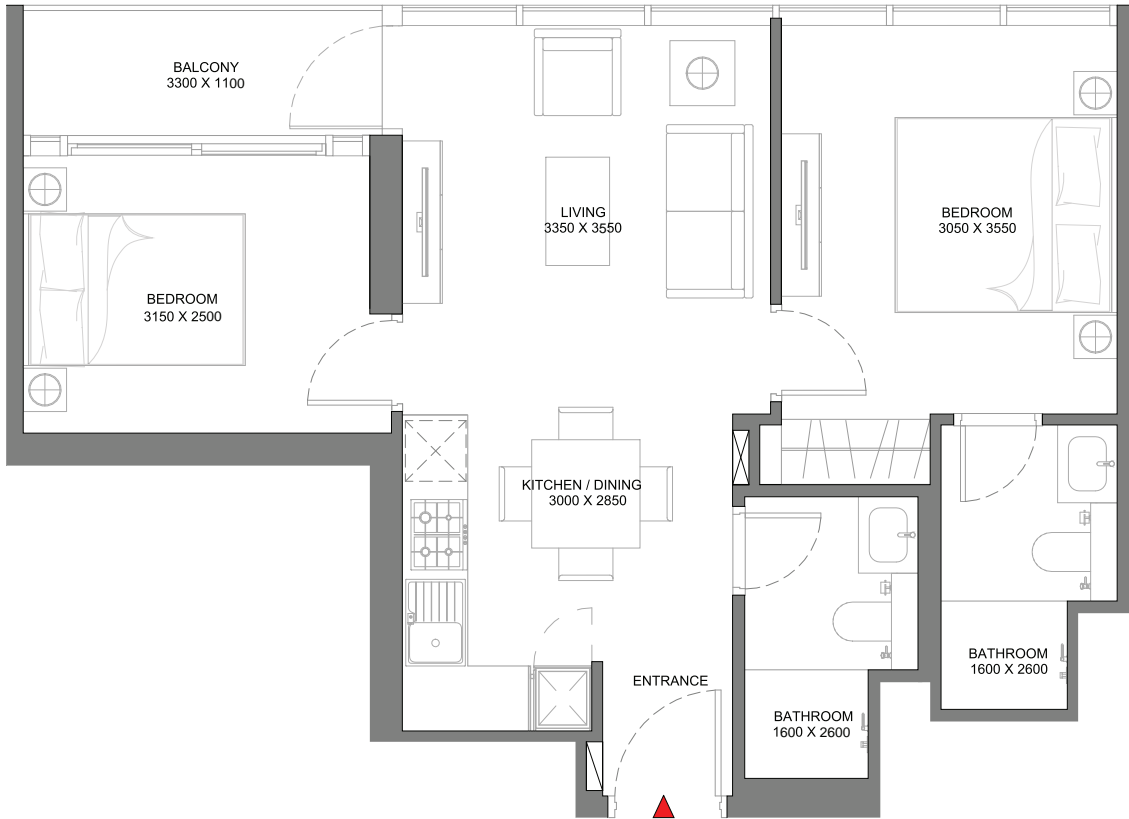 BALCONY
3300 X 1100
LIVING
3350 X 3550
BEDROOM
3050 X 3550
BEDROOM
3150 X 2500
KITCHEN / DINING
3000 X 2850
BATHROOM
1600 X 2600
ENTRANCE
BATHROOM
1600 X 2600